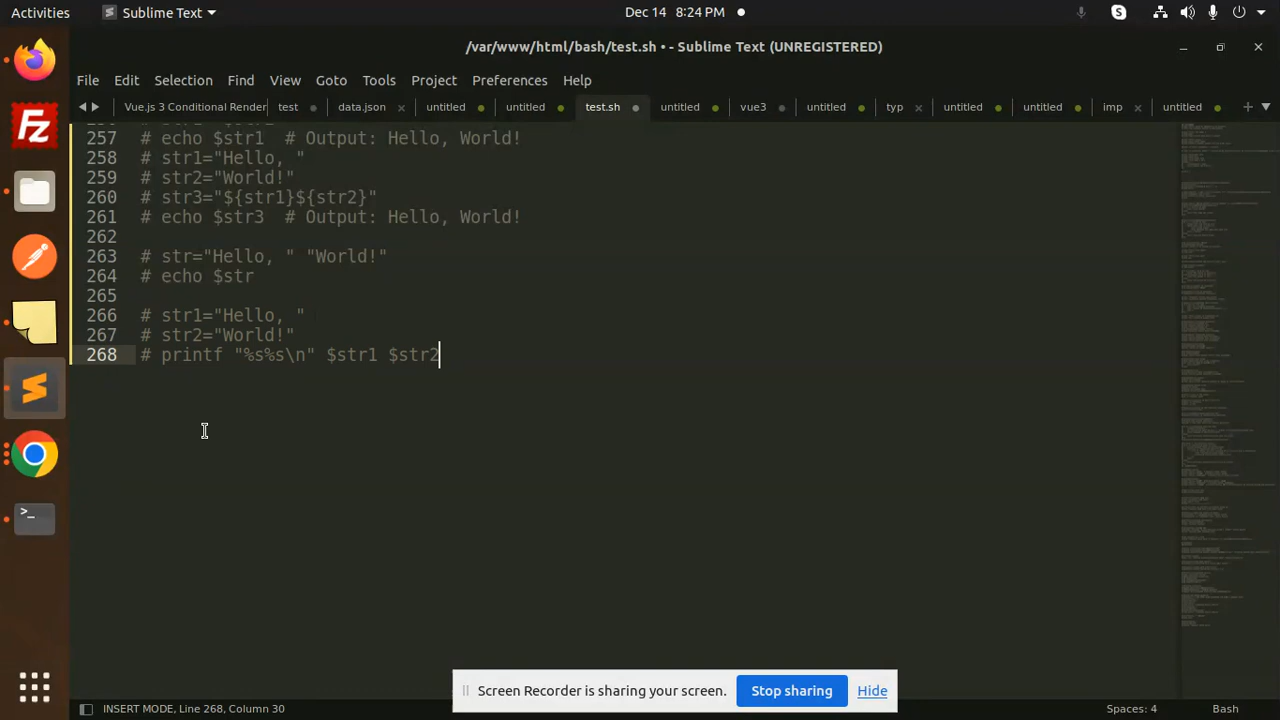 Activities Sublime Text Dec 14 8:24 PM
/var/www/html/bash/test.sh • - Sublime Text (UNREGISTERED)
File Edit Selection Find View Goto Tools Project Preferences Help
Vue.js 3 Conditional Render test data.json untitled untitled test.sh untitled vue3 untitled typ untitled untitled imp untitled
257 # echo $str1  # Output: Hello, World!
258 # str1="Hello, "
259 # str2="World!"
260 # str3="${str1}${str2}"
261 # echo $str3  # Output: Hello, World!
262
263 # str="Hello, " "World!"
264 # echo $str
265
266 # str1="Hello, "
267 # str2="World!"
268 # printf "%s%s\n" $str1 $str2
Screen Recorder is sharing your screen. Stop sharing Hide
INSERT MODE, Line 268, Column 30 Spaces: 4 Bash